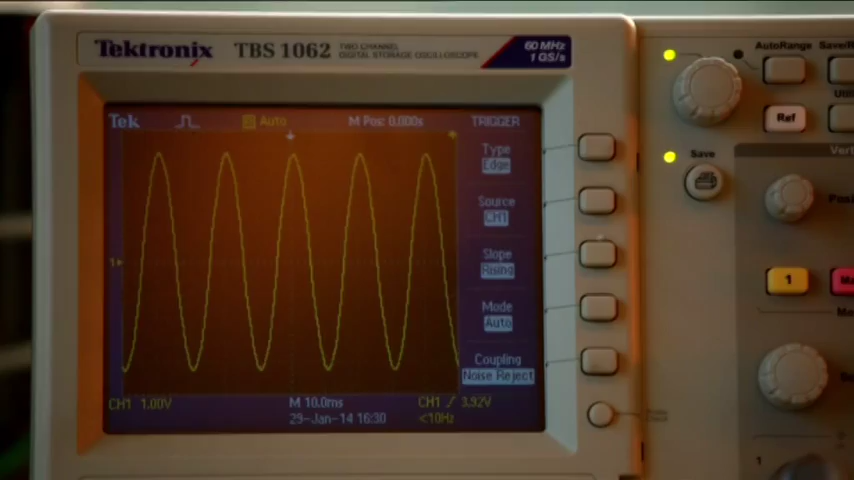 Tektronix TBS 1062 TWO CHANNEL
DIGITAL STORAGE OSCILLOSCOPE
60 MHz
1 GS/s
Tek Auto M Pos: 0.000s TRIGGER
Type
Edge
Source
CH1
Slope
Rising
Mode
Auto
Coupling
Noise Reject
1
CH1 1.00V M 10.0ms CH1 3.92V
29-Jan-14 16:30 <10Hz
AutoRange
Ref
Save
1
1